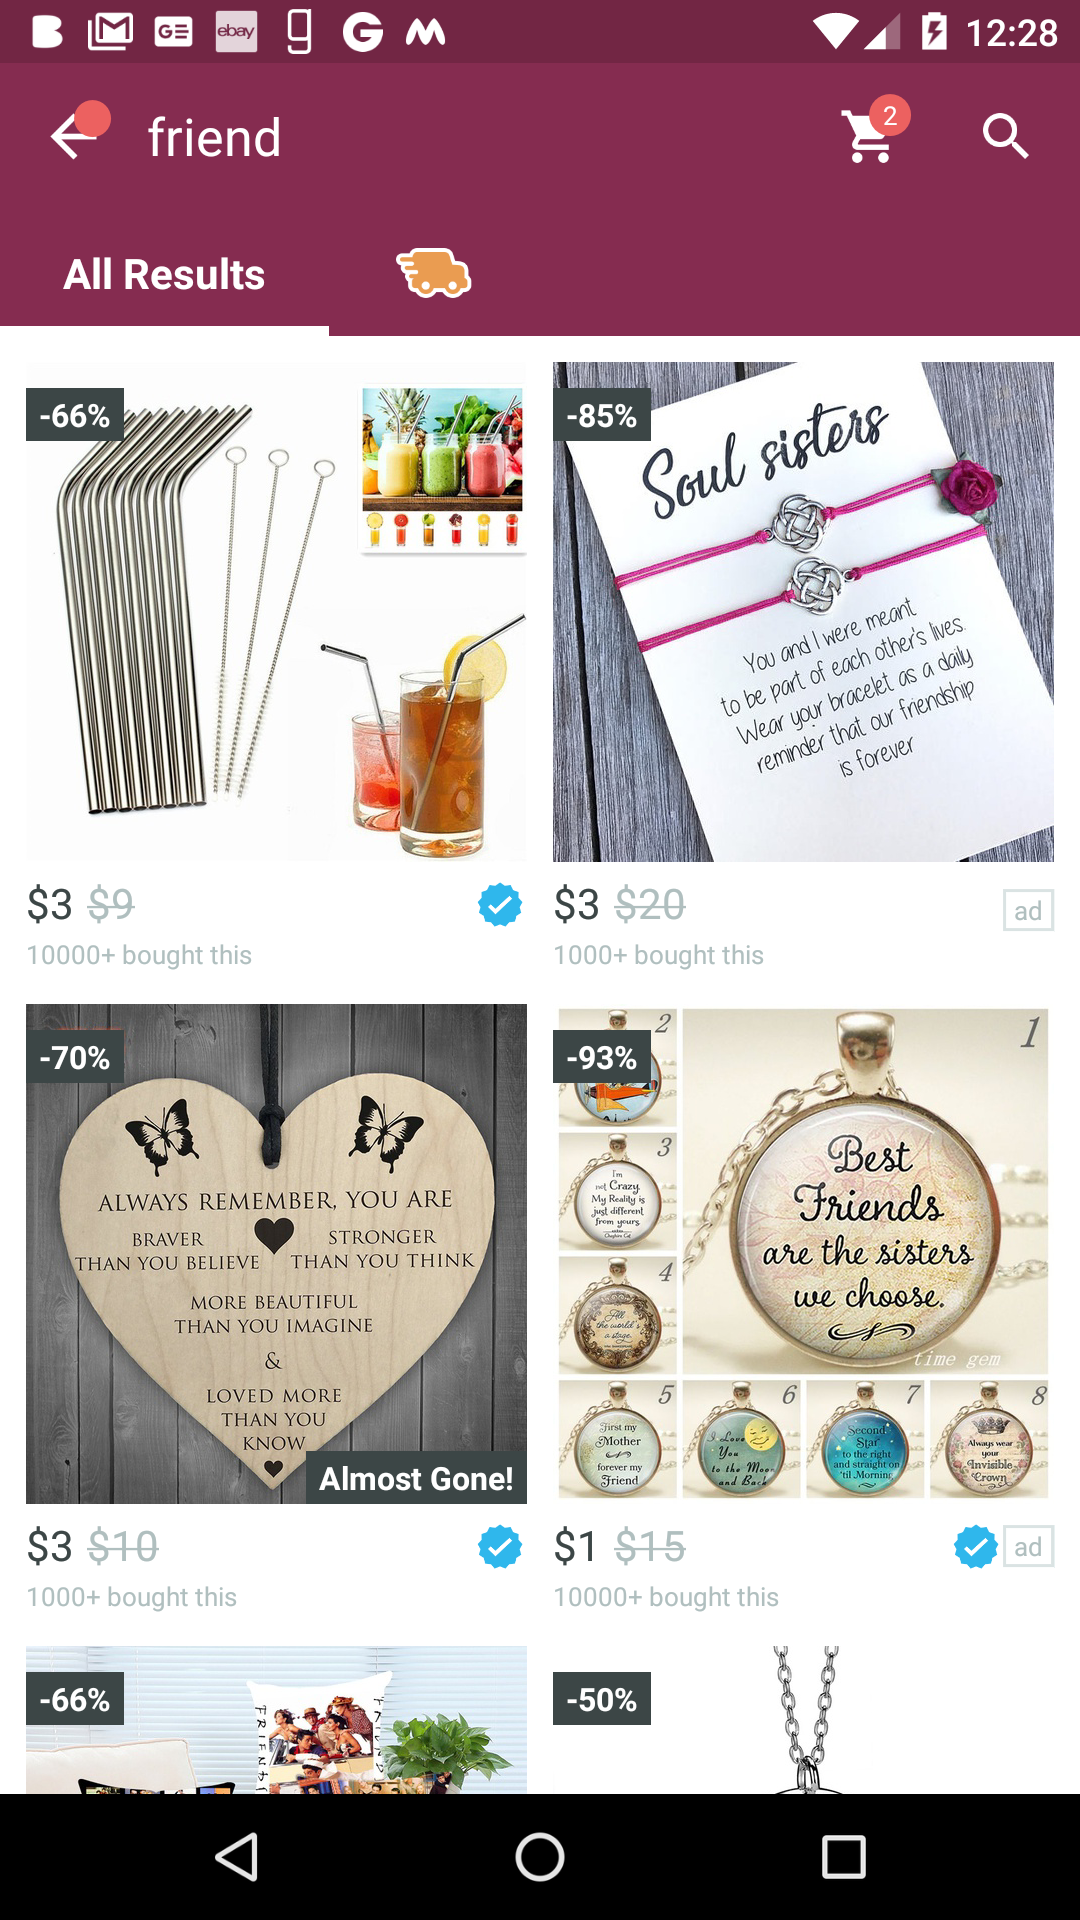 ebay
12:28
friend
2
All Results
-66%
$3 $9
10000+ bought this
-85%
Soul sisters
You and I were meant
to be part of each other's lives.
Wear your bracelet as a daily
reminder that our friendship
is forever
$3 $20
ad
1000+ bought this
-70%
ALWAYS REMEMBER, YOU ARE
BRAVER
THAN YOU BELIEVE
STRONGER
THAN YOU THINK
MORE BEAUTIFUL
THAN YOU IMAGINE
&
LOVED MORE
THAN YOU
KNOW
Almost Gone!
$3 $10
1000+ bought this
-93%
2
1
Best
Friends
are the sisters
we choose.
time gem
3
I'm
not Crazy.
My Reality is
just different
from yours.
Cheshire Cat
4
All
the world's
a stage.
5
First my
Mother
forever my
Friend
6
I Love
You
to the Moon
and Back
7
Second
Star
to the right
and straight on
'til Morning
8
Always wear
your
Invisible
Crown
$1 $15
ad
10000+ bought this
-66%
FRIENDS
-50%